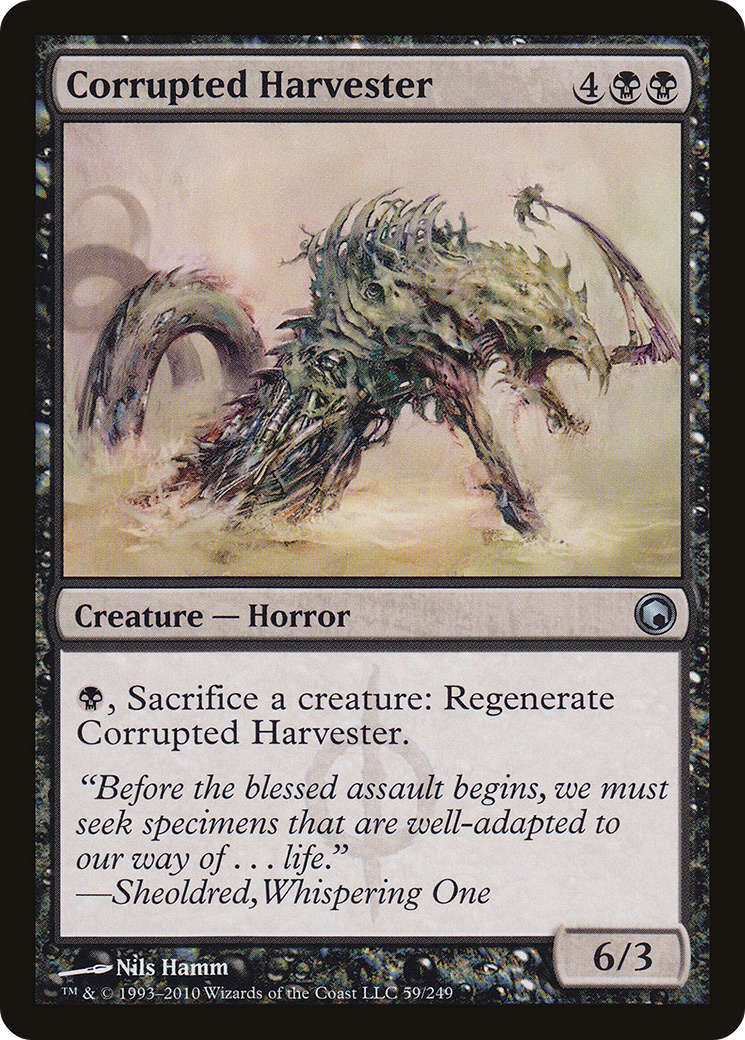 Corrupted Harvester 4
Creature — Horror
, Sacrifice a creature: Regenerate
Corrupted Harvester.
“Before the blessed assault begins, we must
seek specimens that are well-adapted to
our way of . . . life.”
—Sheoldred, Whispering One
6/3
Nils Hamm
™ & © 1993–2010 Wizards of the Coast LLC 59/249